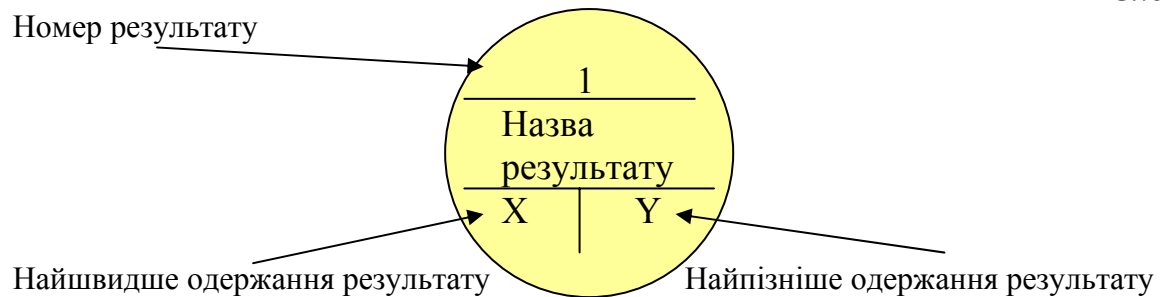 Номер результату
1
Назва
результату
X Y
Найшвидше одержання результату Найпізніше одержання результату